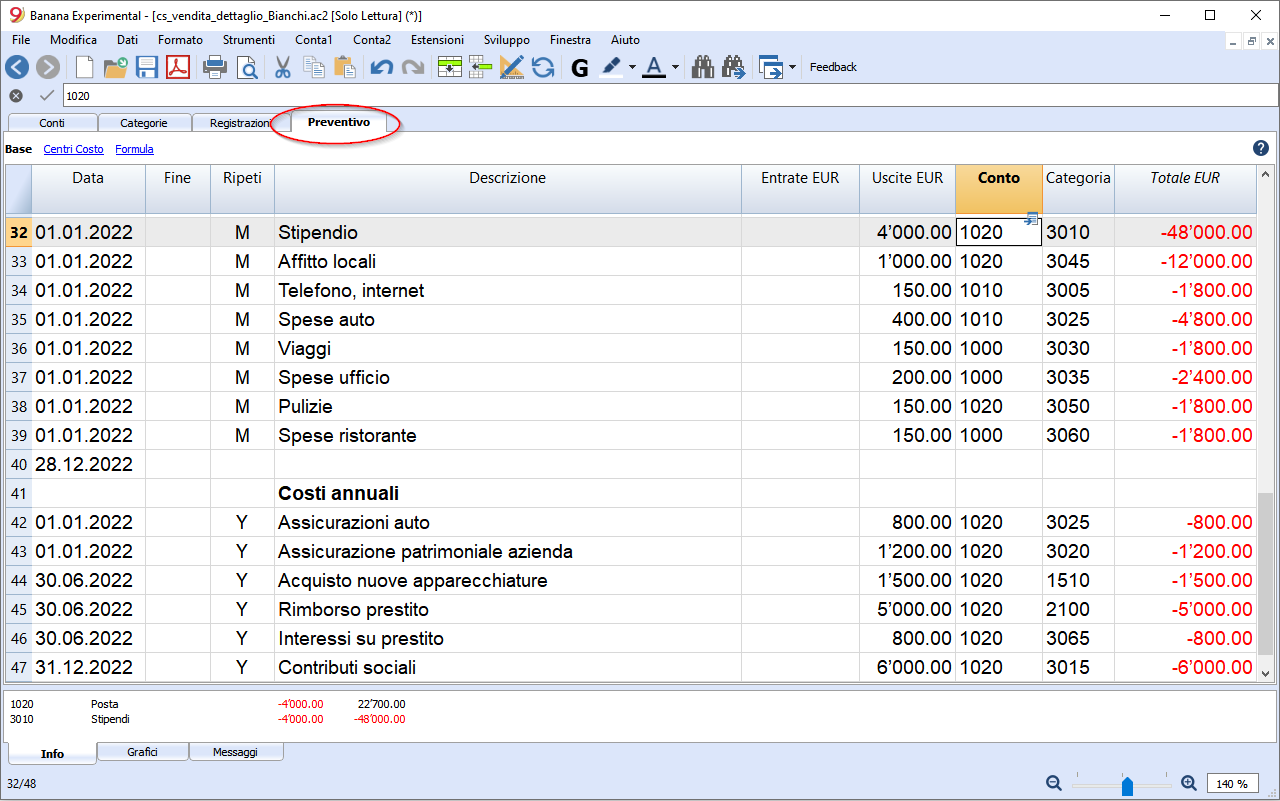 Banana Experimental - [cs_vendita_dettaglio_Bianchi.ac2 [Solo Lettura] (*)]
File Modifica Dati Formato Strumenti Conta1 Conta2 Estensioni Sviluppo Finestra Aiuto
G A Feedback
1020
Conti Categorie Registrazioni Preventivo
Base Centri Costo Formula ?
Data Fine Ripeti Descrizione Entrate EUR Uscite EUR Conto Categoria Totale EUR
32 01.01.2022 M Stipendio 4’000.00 1020 3010 -48’000.00
33 01.01.2022 M Affitto locali 1’000.00 1020 3045 -12’000.00
34 01.01.2022 M Telefono, internet 150.00 1010 3005 -1’800.00
35 01.01.2022 M Spese auto 400.00 1010 3025 -4’800.00
36 01.01.2022 M Viaggi 150.00 1000 3030 -1’800.00
37 01.01.2022 M Spese ufficio 200.00 1000 3035 -2’400.00
38 01.01.2022 M Pulizie 150.00 1020 3050 -1’800.00
39 01.01.2022 M Spese ristorante 150.00 1000 3060 -1’800.00
40 28.12.2022
41 Costi annuali
42 01.01.2022 Y Assicurazioni auto 800.00 1020 3025 -800.00
43 01.01.2022 Y Assicurazione patrimoniale azienda 1’200.00 1020 3020 -1’200.00
44 30.06.2022 Y Acquisto nuove apparecchiature 1’500.00 1020 1510 -1’500.00
45 30.06.2022 Y Rimborso prestito 5’000.00 1020 2100 -5’000.00
46 30.06.2022 Y Interessi su prestito 800.00 1020 3065 -800.00
47 31.12.2022 Y Contributi sociali 6’000.00 1020 3015 -6’000.00
1020 Posta -4’000.00 22’700.00
3010 Stipendi -4’000.00 -48’000.00
Info Grafici Messaggi
32/48 140 %